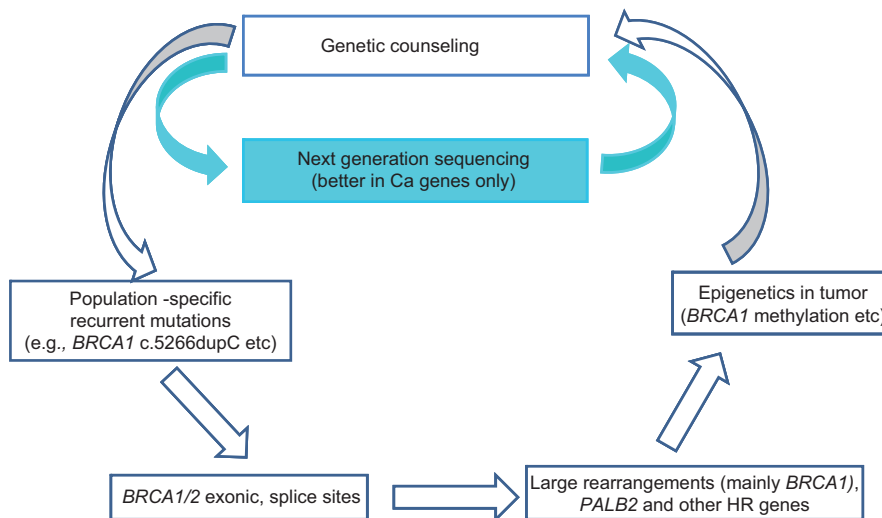 Genetic counseling
Next generation sequencing
(better in Ca genes only)
Population -specific
recurrent mutations
(e.g., BRCA1 c.5266dupC etc)
Epigenetics in tumor
(BRCA1 methylation etc)
BRCA1/2 exonic, splice sites
Large rearrangements (mainly BRCA1),
PALB2 and other HR genes